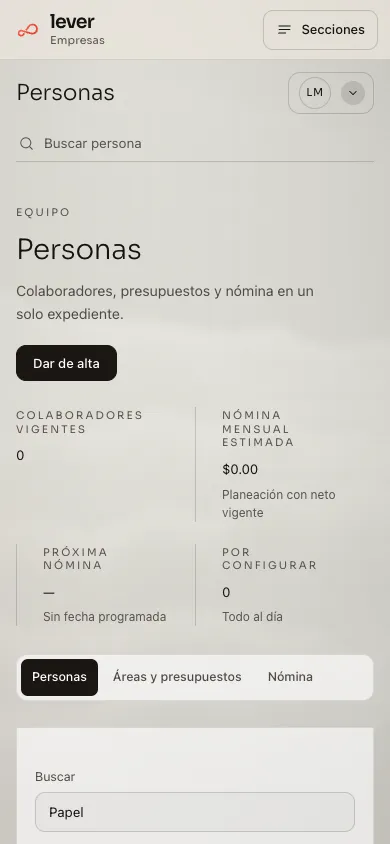 lever
Empresas
Secciones
Personas
LM
Buscar persona
EQUIPO
Personas
Colaboradores, presupuestos y nómina en un
solo expediente.
Dar de alta
COLABORADORES
VIGENTES
0
NÓMINA
MENSUAL
ESTIMADA
$0.00
Planeación con neto
vigente
PRÓXIMA
NÓMINA
—
Sin fecha programada
POR
CONFIGURAR
0
Todo al día
Personas
Áreas y presupuestos
Nómina
Buscar
Papel